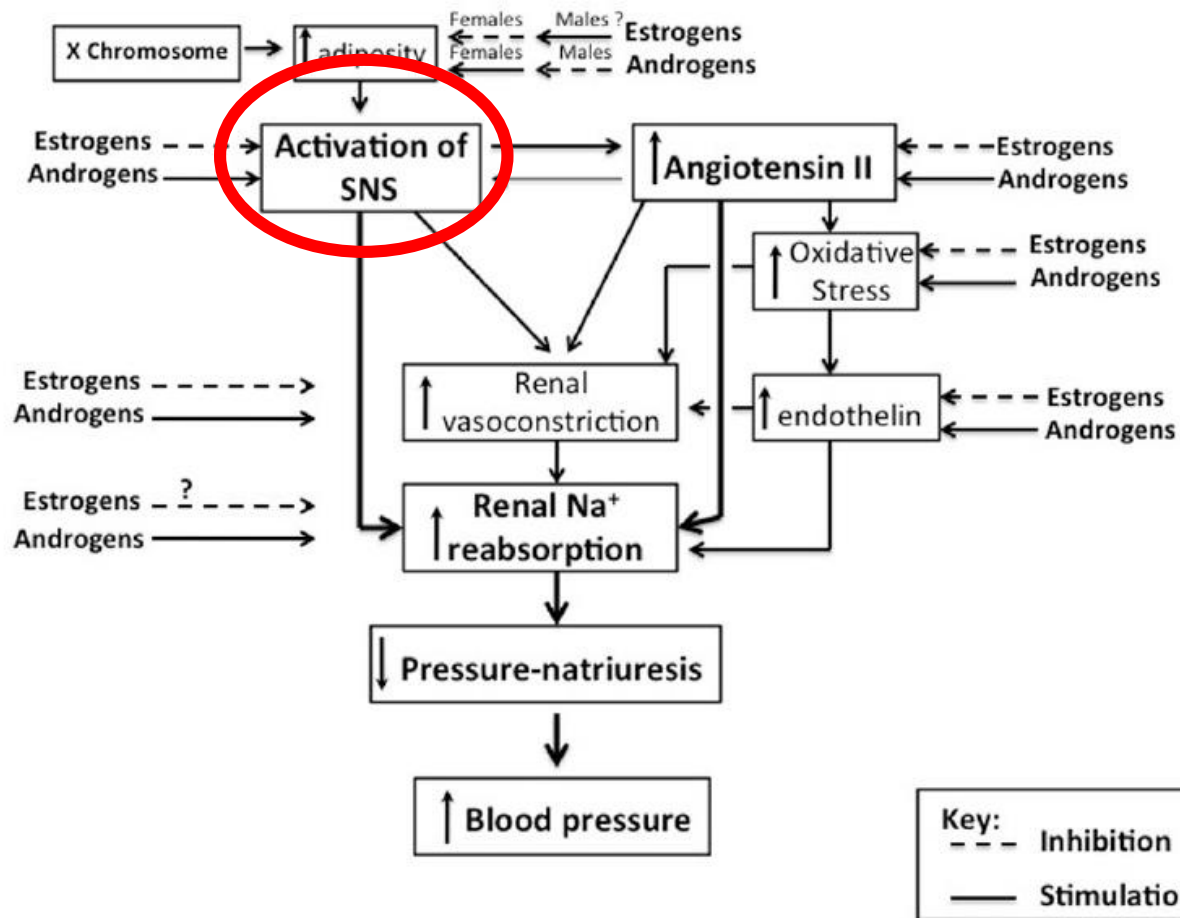 Females Males ?
Estrogens
X Chromosome
adiposity
Females Males
Androgens
Estrogens
Androgens
Activation of
SNS
Angiotensin II
Estrogens
Androgens
Oxidative
Stress
Estrogens
Androgens
Estrogens
Androgens
Renal
vasoconstriction
endothelin
Estrogens
Androgens
Estrogens ?
Androgens
Renal Na⁺
reabsorption
Pressure-natriuresis
Blood pressure
Key:
Inhibition
Stimulatio